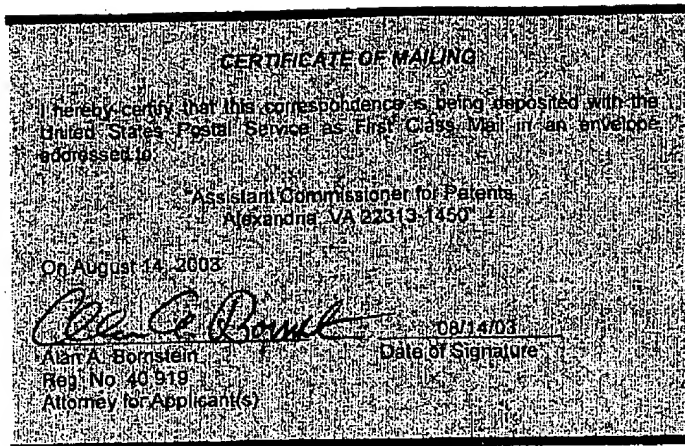 CERTIFICATE OF MAILING
I hereby certify that this correspondence is being deposited with the
United States Postal Service as First Class Mail in an envelope
addressed to:
"Assistant Commissioner for Patents
Alexandria, VA 22313-1450"
On August 14, 2003
08/14/03
Alan A. Bornstein
Date of Signature
Reg. No. 40,919
Attorney for Applicant(s)